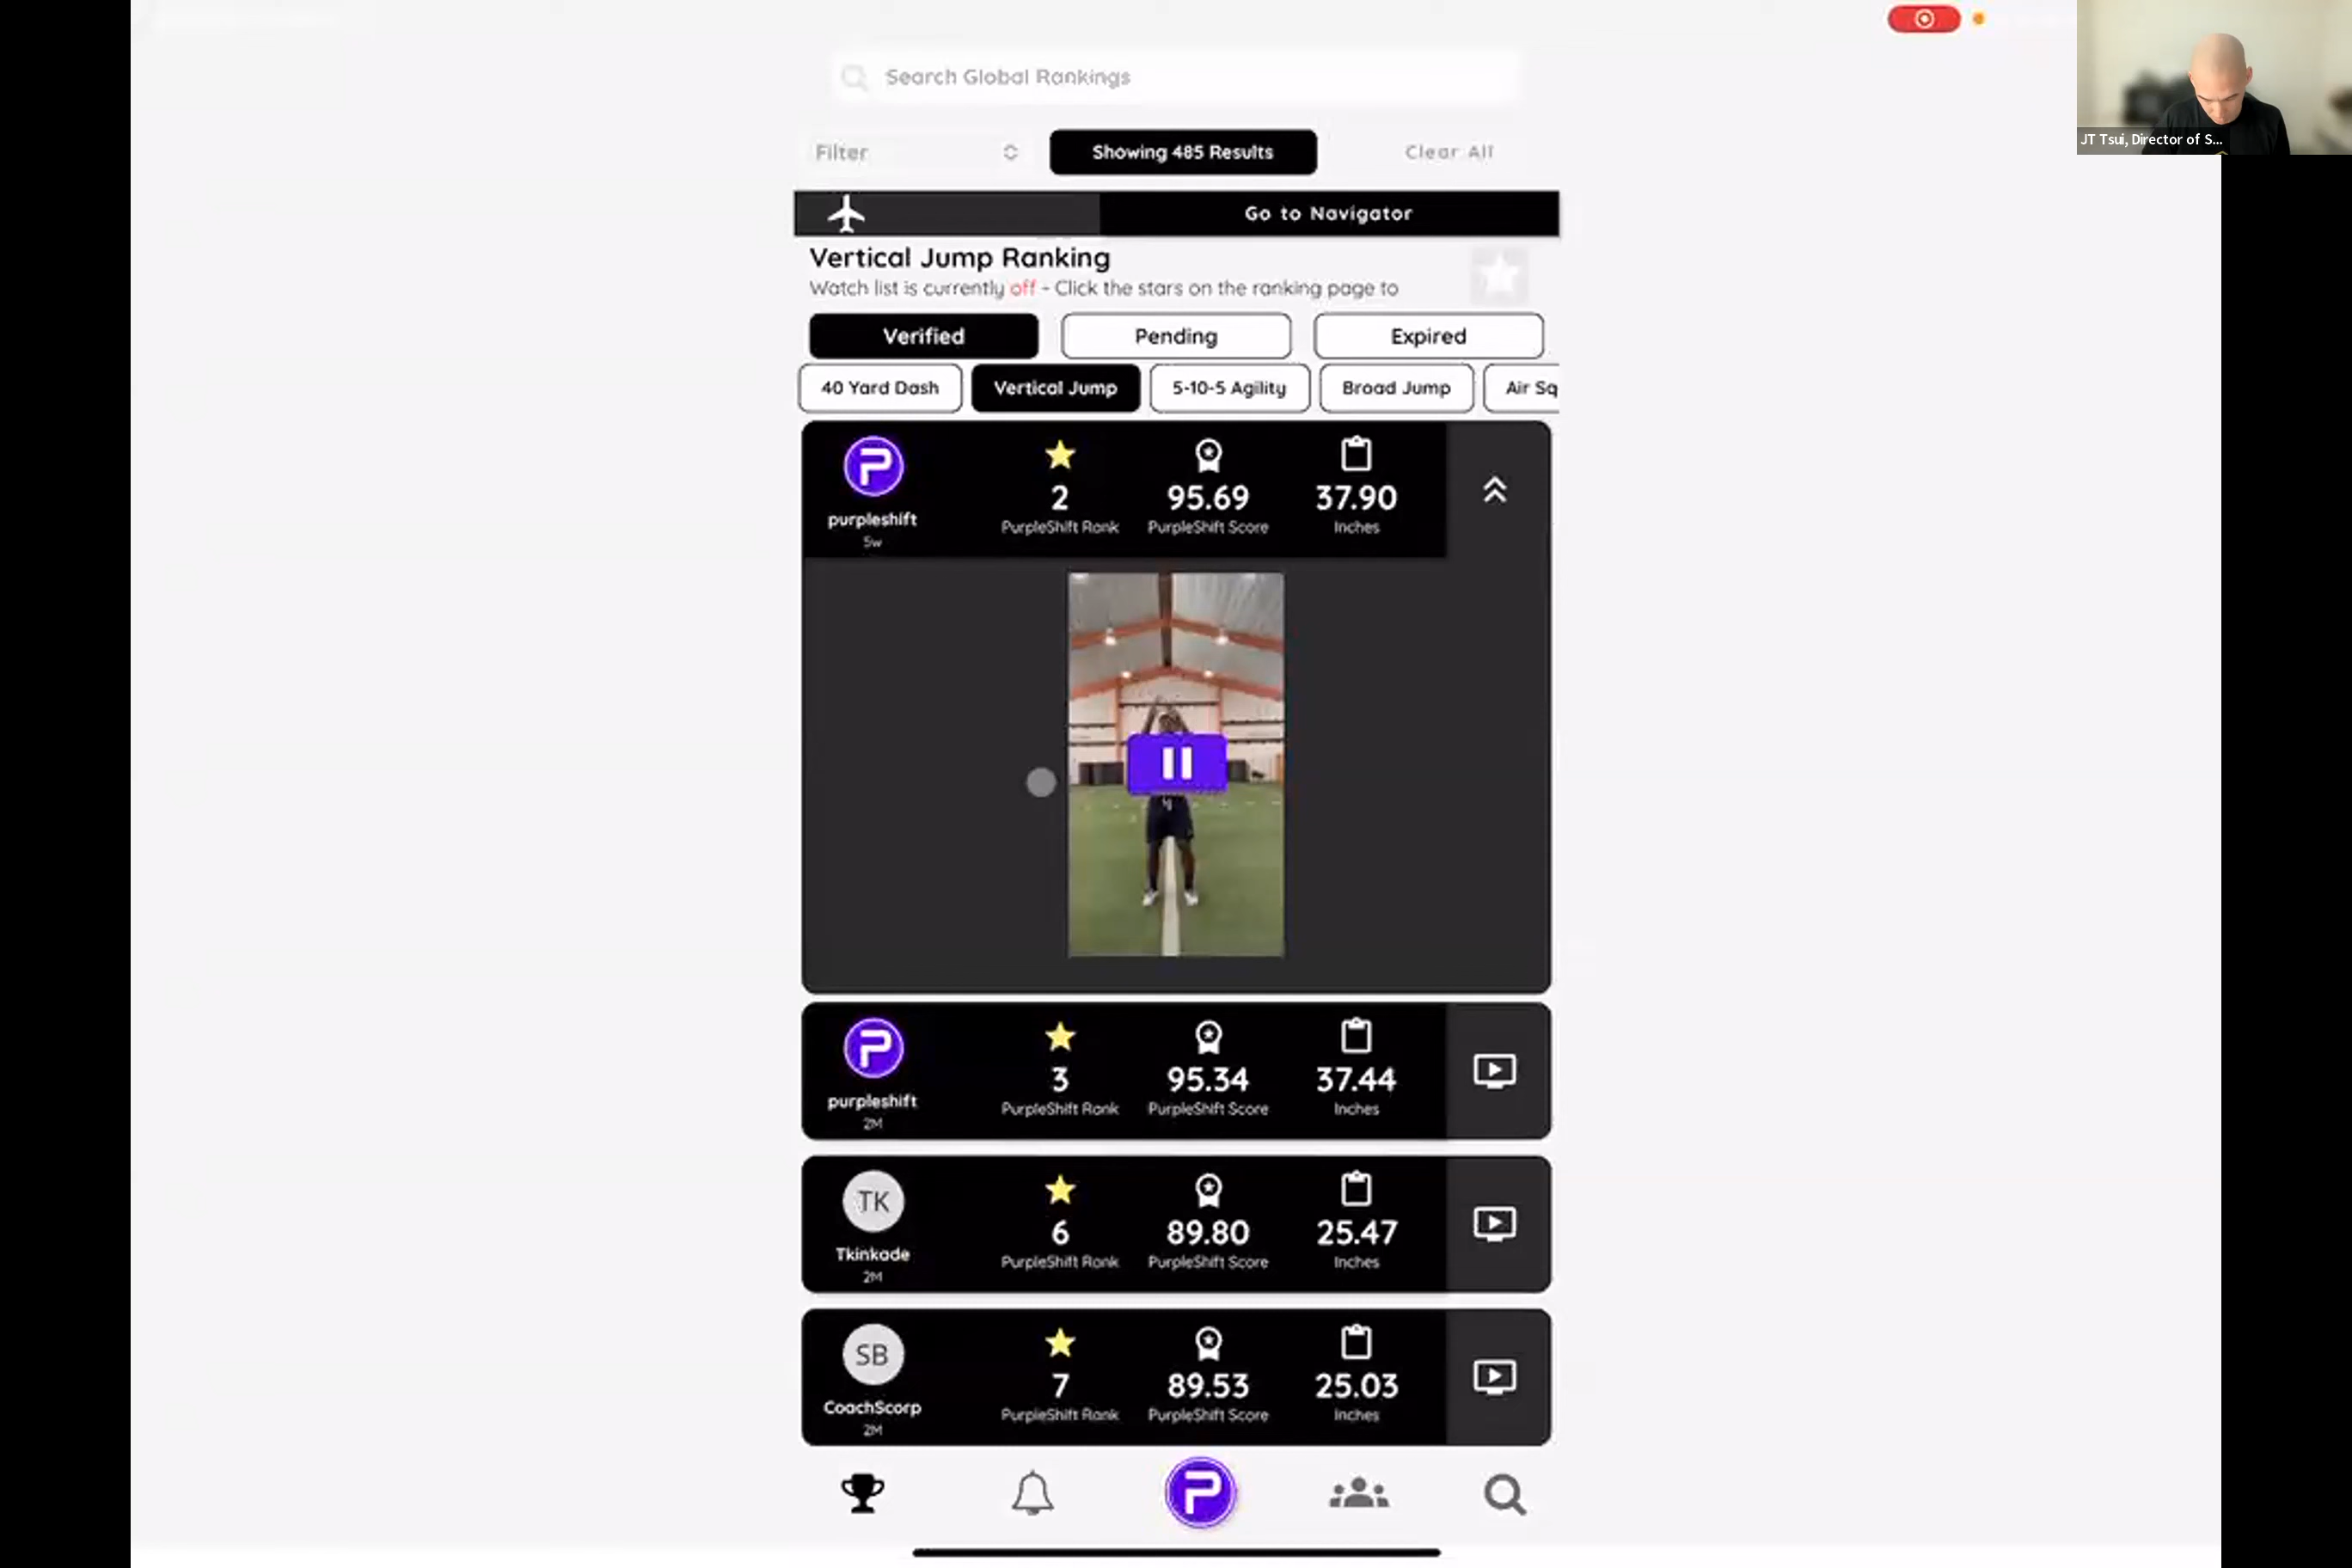 Search Global Rankings
JT Tsui, Director of S...
Filter
Showing 485 Results
Clear All
Go to Navigator
Vertical Jump Ranking
Watch list is currently off - Click the stars on the ranking page to
Verified
Pending
Expired
40 Yard Dash
Vertical Jump
5-10-5 Agility
Broad Jump
Air Sq
purpleshift
5w
2
PurpleShift Rank
95.69
PurpleShift Score
37.90
Inches
purpleshift
2M
3
PurpleShift Rank
95.34
PurpleShift Score
37.44
Inches
TK
Tkinkade
2M
6
PurpleShift Rank
89.80
PurpleShift Score
25.47
Inches
SB
CoachScorp
2M
7
PurpleShift Rank
89.53
PurpleShift Score
25.03
Inches